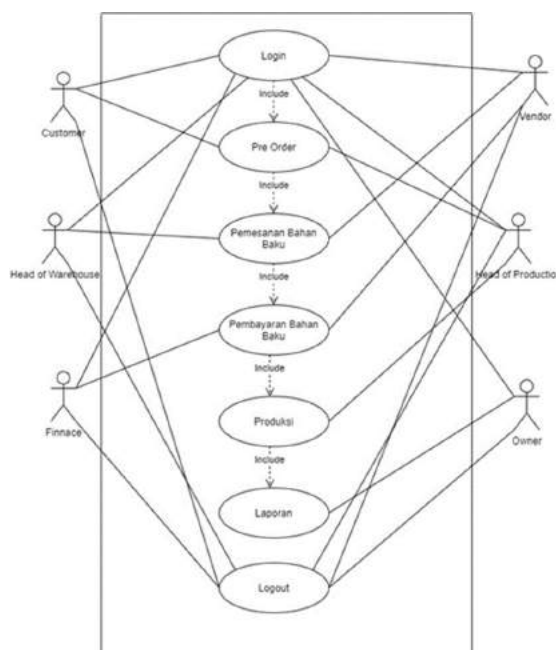 Login
Include
Customer
Vendor
Pre Order
Include
Pemesanan Bahan
Baku
Head of Warehouse
Head of Productio
Include
Pembayaran Bahan
Baku
Include
Finnace
Produksi
Owner
Include
Laporan
Logout